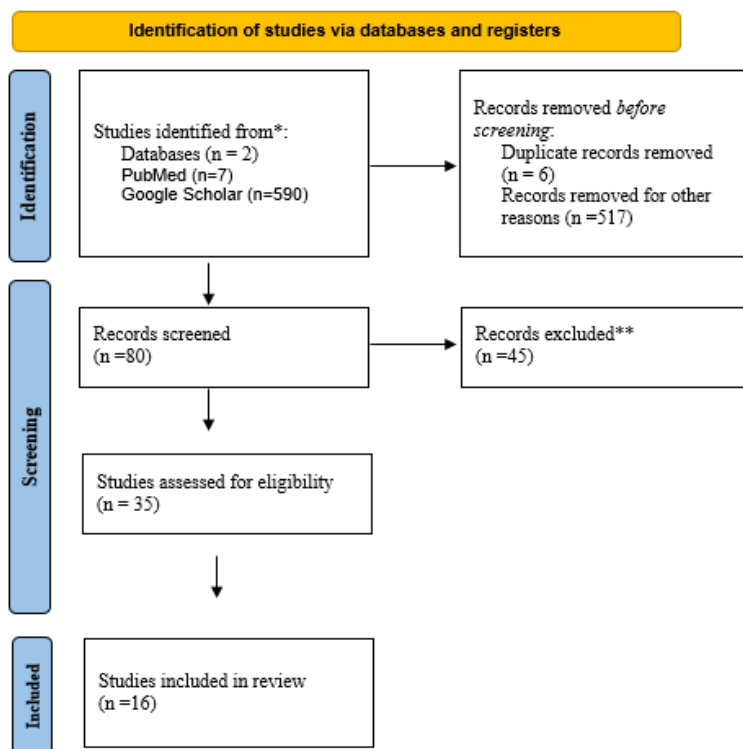 Identification of studies via databases and registers
Identification
Studies identified from*:
Databases (n = 2)
PubMed (n=7)
Google Scholar (n=590)
Records removed before
screening:
Duplicate records removed
(n = 6)
Records removed for other
reasons (n =517)
Screening
Records screened
(n =80)
Records excluded**
(n =45)
Studies assessed for eligibility
(n = 35)
Included
Studies included in review
(n =16)